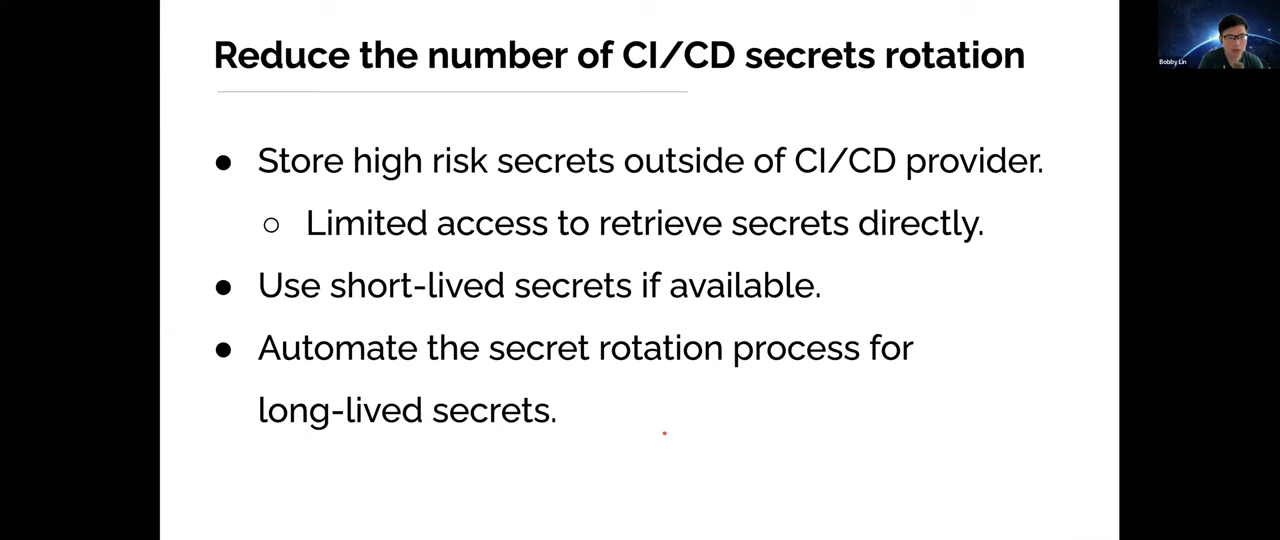 Reduce the number of CI/CD secrets rotation
● Store high risk secrets outside of CI/CD provider.
○ Limited access to retrieve secrets directly.
● Use short-lived secrets if available.
● Automate the secret rotation process for
long-lived secrets.
Bobby Lin